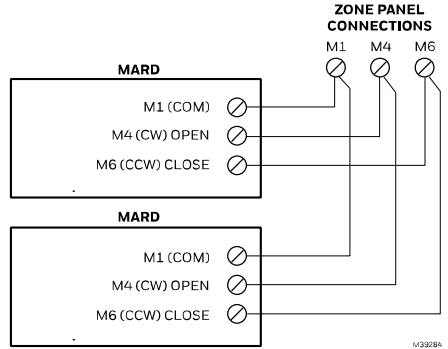 ZONE PANEL
CONNECTIONS
M1 M4 M6
MARD
M1 (COM)
M4 (CW) OPEN
M6 (CCW) CLOSE
MARD
M1 (COM)
M4 (CW) OPEN
M6 (CCW) CLOSE
M39284